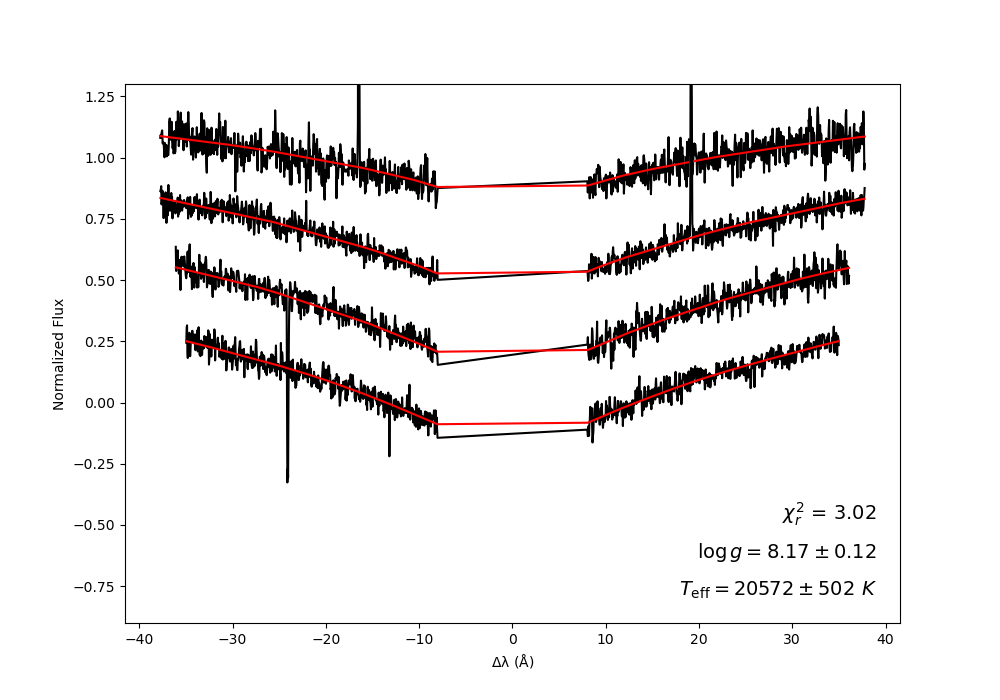 1.25
1.00
0.75
0.50
0.25
0.00
−0.25
−0.50
−0.75
Normalized Flux
χ²ᵣ = 3.02
log g = 8.17 ± 0.12
T_eff = 20572 ± 502 K
−40 −30 −20 −10 0 10 20 30 40
Δλ (Å)